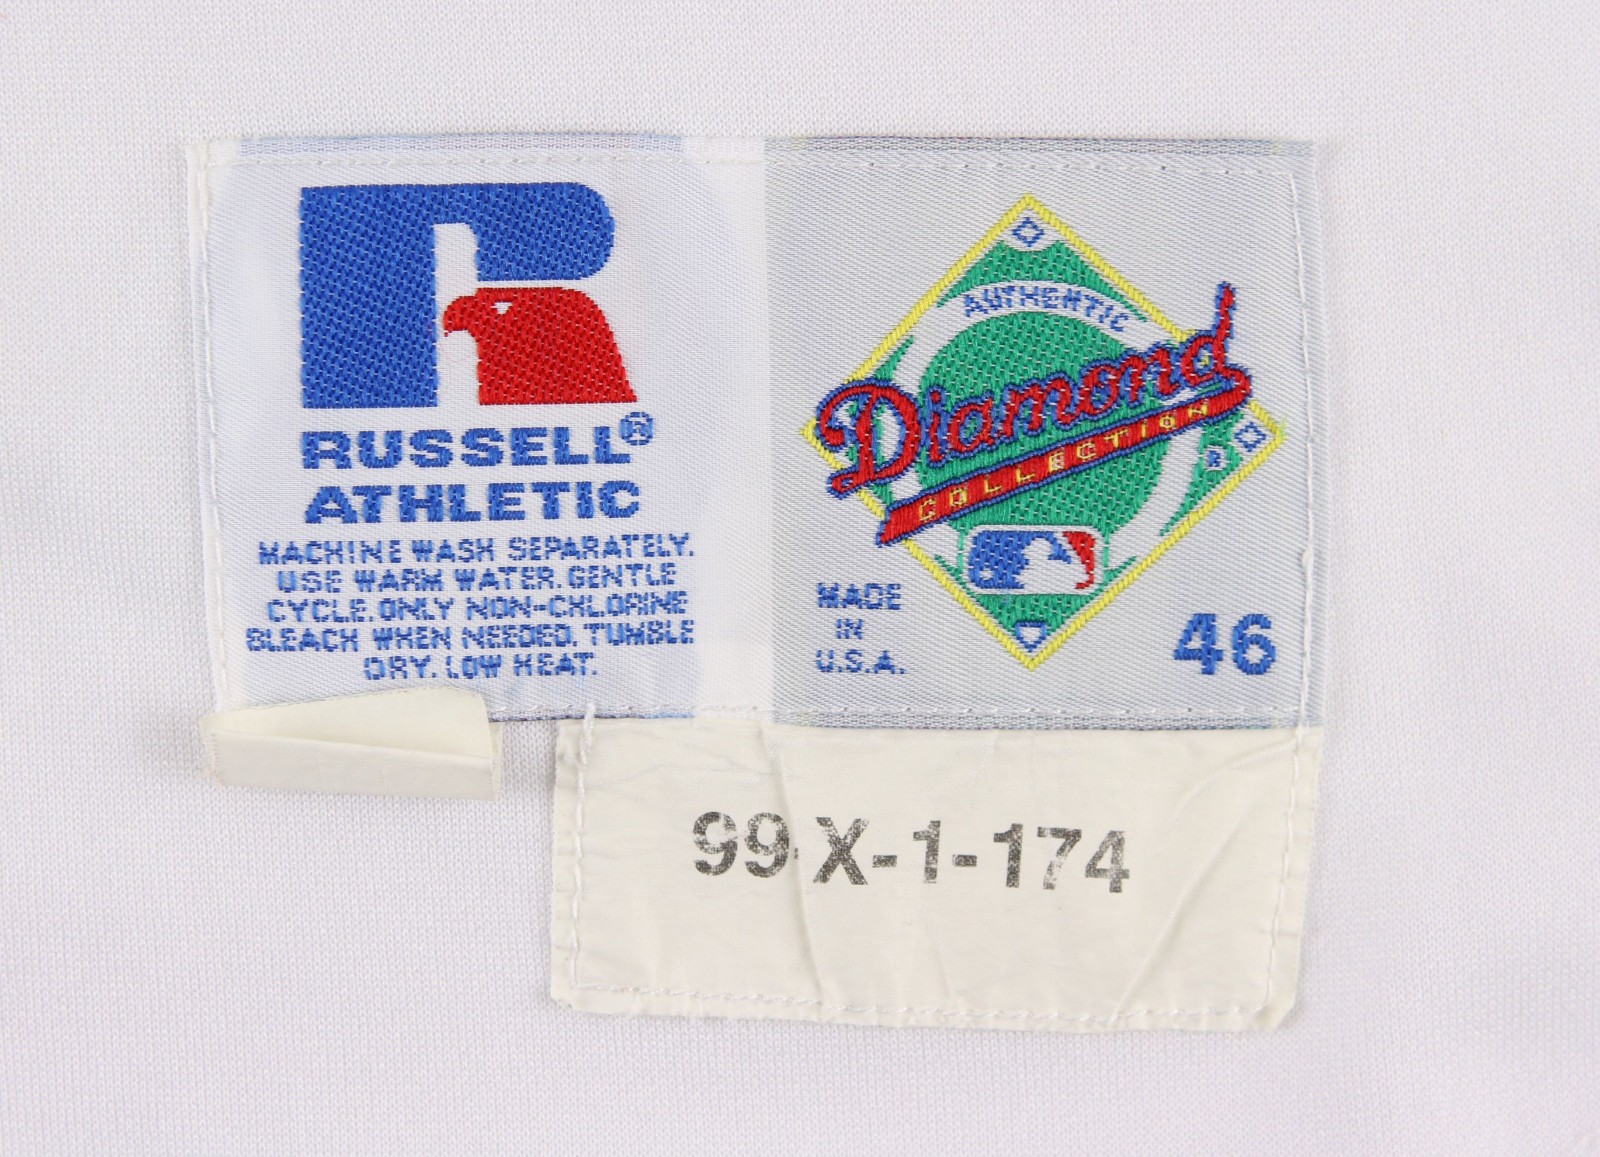 RUSSELL®
ATHLETIC
MACHINE WASH SEPARATELY.
USE WARM WATER. GENTLE
CYCLE. ONLY NON-CHLORINE
BLEACH WHEN NEEDED. TUMBLE
DRY. LOW HEAT.
AUTHENTIC
Diamond
COLLECTION
MADE
IN
U.S.A.
46
99-X-1-174